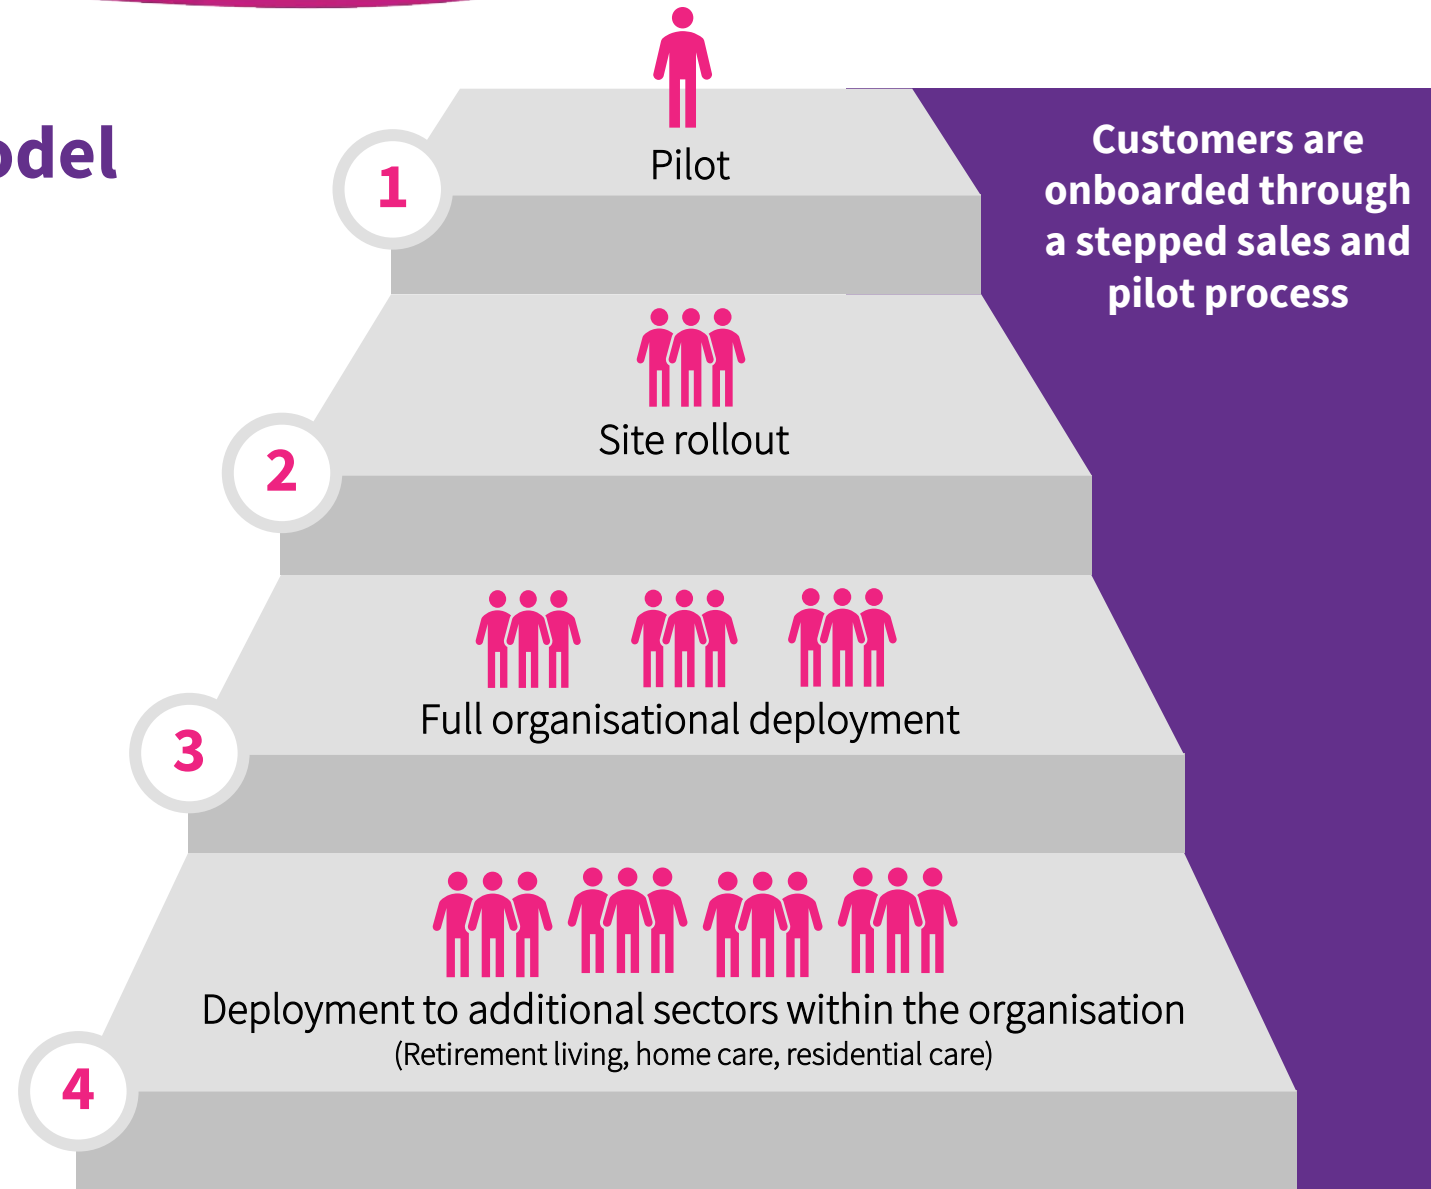 odel
1
Pilot
Customers are
onboarded through
a stepped sales and
pilot process
2
Site rollout
3
Full organisational deployment
4
Deployment to additional sectors within the organisation
(Retirement living, home care, residential care)